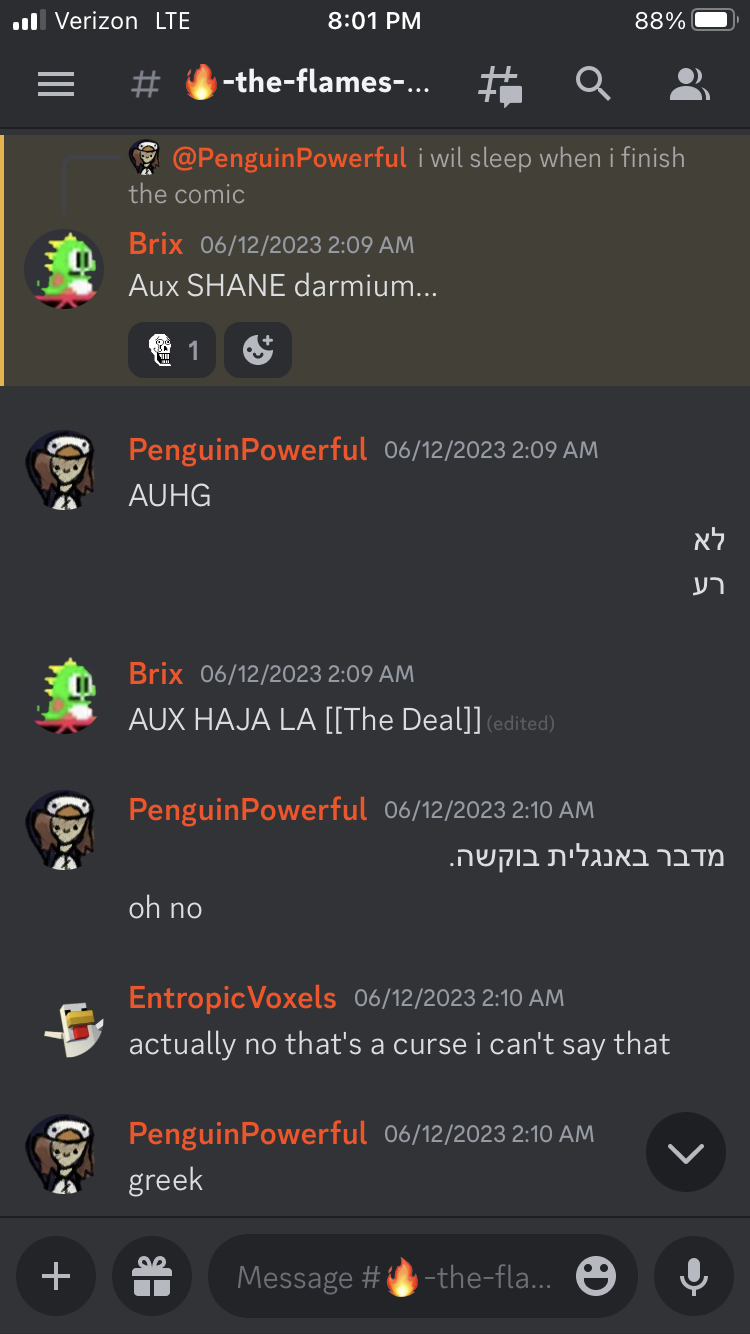 Verizon LTE 8:01 PM 88%
# 🔥-the-flames-...
@PenguinPowerful i wil sleep when i finish
the comic
Brix 06/12/2023 2:09 AM
Aux SHANE darmium...
1
PenguinPowerful 06/12/2023 2:09 AM
AUHG
לא
רע
Brix 06/12/2023 2:09 AM
AUX HAJA LA [[The Deal]] (edited)
PenguinPowerful 06/12/2023 2:10 AM
מדבר באנגלית בוקשה.
oh no
EntropicVoxels 06/12/2023 2:10 AM
actually no that's a curse i can't say that
PenguinPowerful 06/12/2023 2:10 AM
greek
Message #🔥-the-fla...